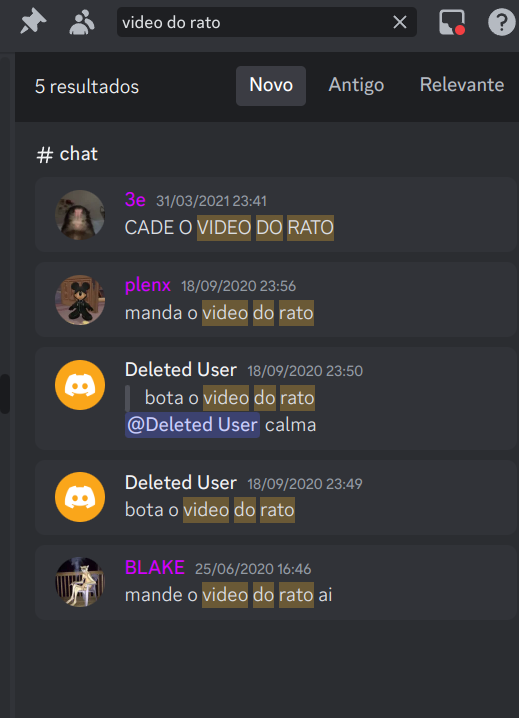 video do rato
5 resultados
Novo
Antigo
Relevante
# chat
3e 31/03/2021 23:41
CADE O VIDEO DO RATO
plenx 18/09/2020 23:56
manda o video do rato
Deleted User 18/09/2020 23:50
bota o video do rato
@Deleted User calma
Deleted User 18/09/2020 23:49
bota o video do rato
BLAKE 25/06/2020 16:46
mande o video do rato ai